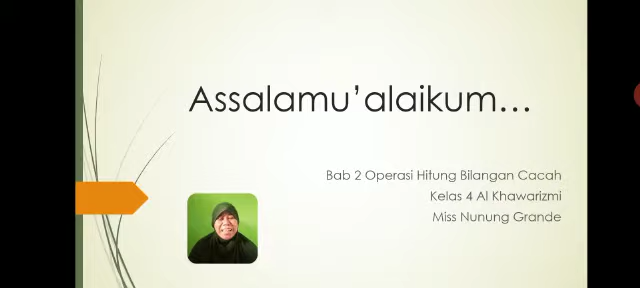 Assalamu'alaikum...
Bab 2 Operasi Hitung Bilangan Cacah
Kelas 4 Al Khawarizmi
Miss Nunung Grande